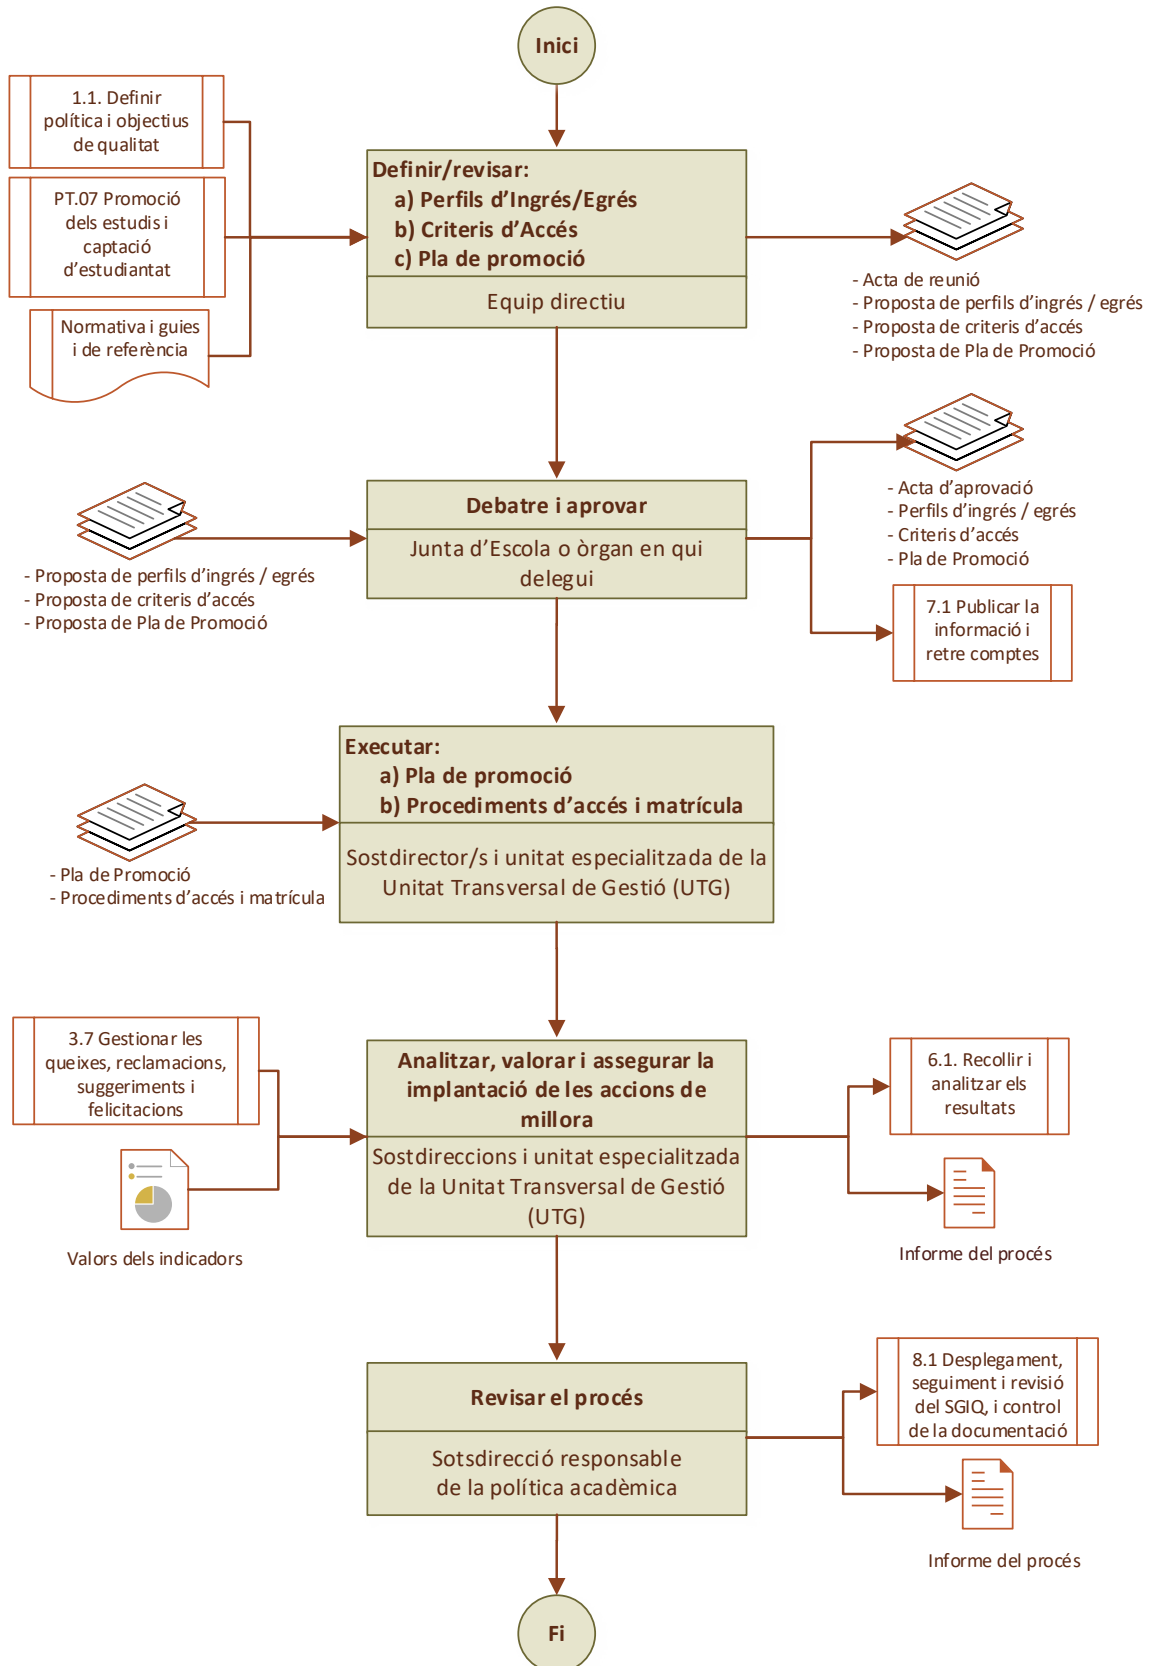 Inici
1.1. Definir
política i objectius
de qualitat
PT.07 Promoció
dels estudis i
captació
d’estudiantat
Normativa i guies
i de referència
Definir/revisar:
a) Perfils d’Ingrés/Egrés
b) Criteris d’Accés
c) Pla de promoció
Equip directiu
- Acta de reunió
- Proposta de perfils d’ingrés / egrés
- Proposta de criteris d’accés
- Proposta de Pla de Promoció
- Proposta de perfils d’ingrés / egrés
- Proposta de criteris d’accés
- Proposta de Pla de Promoció
Debatre i aprovar
Junta d’Escola o òrgan en qui
delegui
- Acta d’aprovació
- Perfils d’ingrés / egrés
- Criteris d’accés
- Pla de Promoció
7.1 Publicar la
informació i
retre comptes
- Pla de Promoció
- Procediments d’accés i matrícula
Executar:
a) Pla de promoció
b) Procediments d’accés i matrícula
Sostdirector/s i unitat especialitzada de la
Unitat Transversal de Gestió (UTG)
3.7 Gestionar les
queixes, reclamacions,
suggeriments i
felicitacions
Valors dels indicadors
Analitzar, valorar i assegurar la
implantació de les accions de
millora
Sostdireccions i unitat especialitzada
de la Unitat Transversal de Gestió
(UTG)
6.1. Recollir i
analitzar els
resultats
Informe del procés
Revisar el procés
Sotsdirecció responsable
de la política acadèmica
8.1 Desplegament,
seguiment i revisió
del SGIQ, i control
de la documentació
Informe del procés
Fi